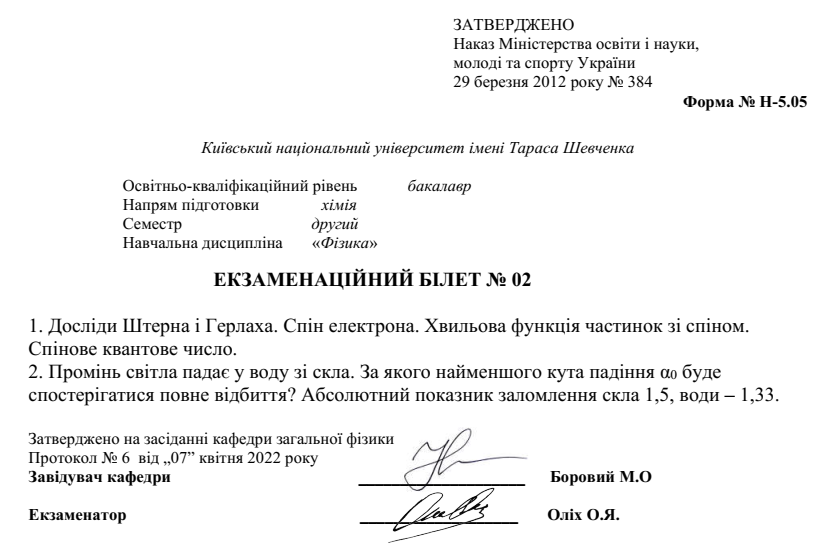 ЗАТВЕРДЖЕНО
Наказ Міністерства освіти і науки,
молоді та спорту України
29 березня 2012 року № 384
Форма № Н-5.05
Київський національний університет імені Тараса Шевченка
Освітньо-кваліфікаційний рівень бакалавр
Напрям підготовки хімія
Семестр другий
Навчальна дисципліна «Фізика»
ЕКЗАМЕНАЦІЙНИЙ БІЛЕТ № 02
1. Досліди Штерна і Герлаха. Спін електрона. Хвильова функція частинок зі спіном.
Спінове квантове число.
2. Промінь світла падає у воду зі скла. За якого найменшого кута падіння α₀ буде
спостерігатися повне відбиття? Абсолютний показник заломлення скла 1,5, води – 1,33.
Затверджено на засіданні кафедри загальної фізики
Протокол № 6 від „07” квітня 2022 року
Завідувач кафедри Боровий М.О
Екзаменатор Оліх О.Я.